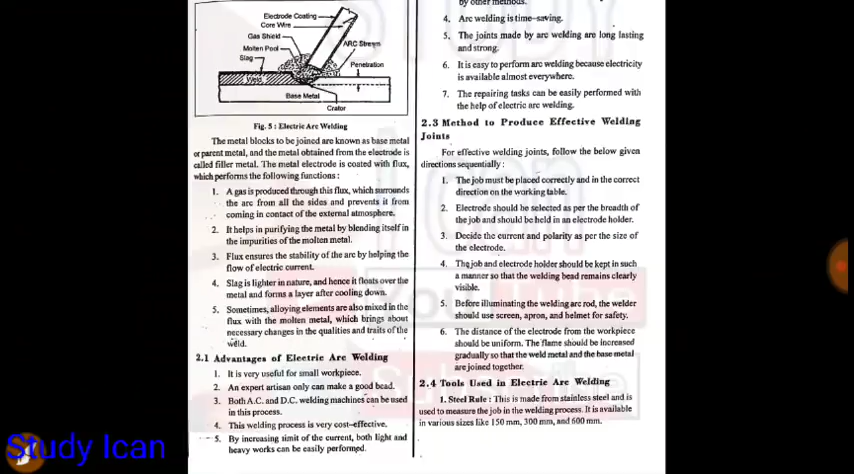 Electrode Coating
Core Wire
Gas Shield
Molten Pool
Slag
ARC Stream
Penetration
Weld
Base Metal
Crator
Fig. 5 : Electric Arc Welding
The metal blocks to be joined are known as base metal
or parent metal, and the metal obtained from the electrode is
called filler metal. The metal electrode is coated with flux,
which performs the following functions :
1. A gas is produced through this flux, which surrounds
the arc from all the sides and prevents it from
coming in contact of the external atmosphere.
2. It helps in purifying the metal by blending itself in
the impurities of the molten metal.
3. Flux ensures the stability of the arc by helping the
flow of electric current.
4. Slag is lighter in nature, and hence it floats over the
metal and forms a layer after cooling down.
5. Sometimes, alloying elements are also mixed in the
flux with the molten metal, which brings about
necessary changes in the qualities and traits of the
weld.
2.1 Advantages of Electric Arc Welding
1. It is very useful for small workpiece.
2. An expert artisan only can make a good bead.
3. Both A.C. and D.C. welding machines can be used
in this process.
4. This welding process is very cost-effective.
5. By increasing simit of the current, both light and
heavy works can be easily performed.
by other methods.
4. Arc welding is time-saving.
5. The joints made by arc welding are long lasting
and strong.
6. It is easy to perform arc welding because electricity
is available almost everywhere.
7. The repairing tasks can be easily performed with
the help of electric arc welding.
2.3 Method to Produce Effective Welding
Joints
For effective welding joints, follow the below given
directions sequentially :
1. The job must be placed correctly and in the correct
direction on the working table.
2. Electrode should be selected as per the breadth of
the job and should be held in an electrode holder.
3. Decide the current and polarity as per the size of
the electrode.
4. The job and electrode holder should be kept in such
a manner so that the welding bead remains clearly
visible.
5. Before illuminating the welding arc rod, the welder
should use screen, apron, and helmet for safety.
6. The distance of the electrode from the workpiece
should be uniform. The flame should be increased
gradually so that the weld metal and the base metal
are joined together.
2.4 Tools Used in Electric Arc Welding
1. Steel Rule : This is made from stainless steel and is
used to measure the job in the welding process. It is available
in various sizes like 150 mm, 300 mm, and 600 mm.
Study Ican